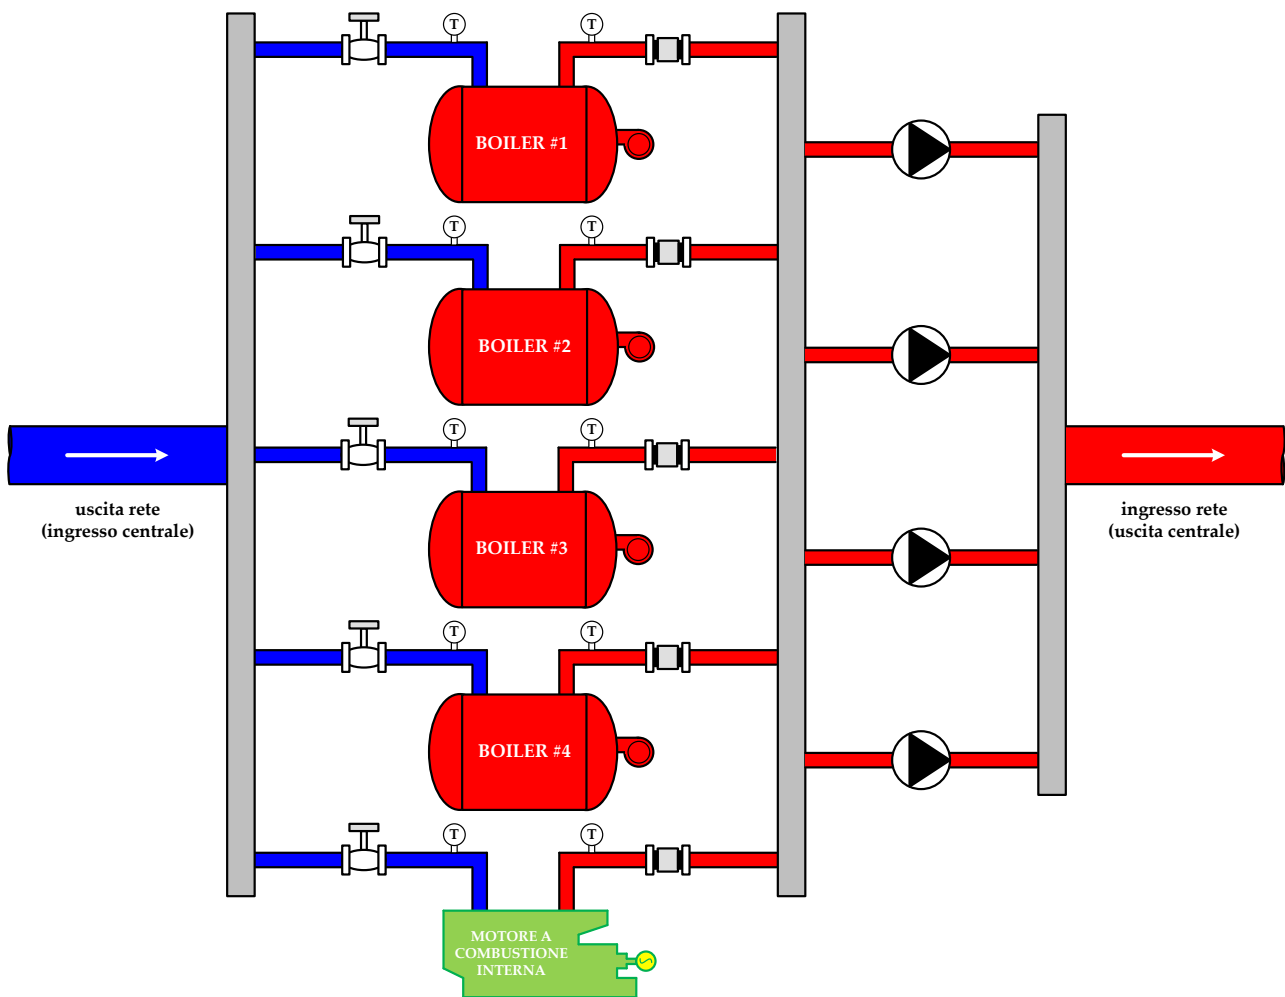 T
T
BOILER #1
T
T
BOILER #2
T
T
BOILER #3
uscita rete
(ingresso centrale)
ingresso rete
(uscita centrale)
T
T
BOILER #4
T
T
MOTORE A
COMBUSTIONE
INTERNA